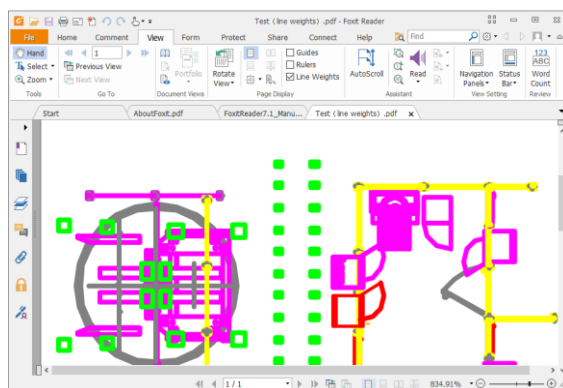 Test (line weights) .pdf - Foxit Reader
File Home Comment View Form Protect Share Connect Help Find
Hand 1 Guides
Select Previous View Portfolio Rotate View Rulers AutoScroll Read Navigation Panels Status Bar 123 ABC Word Count
Zoom Next View Line Weights
Tools Go To Document Views Page Display Assistant View Setting Review
Start AboutFoxit.pdf FoxitReader7.1_Manu... Test (line weights) .pdf
1 / 1 834.91%